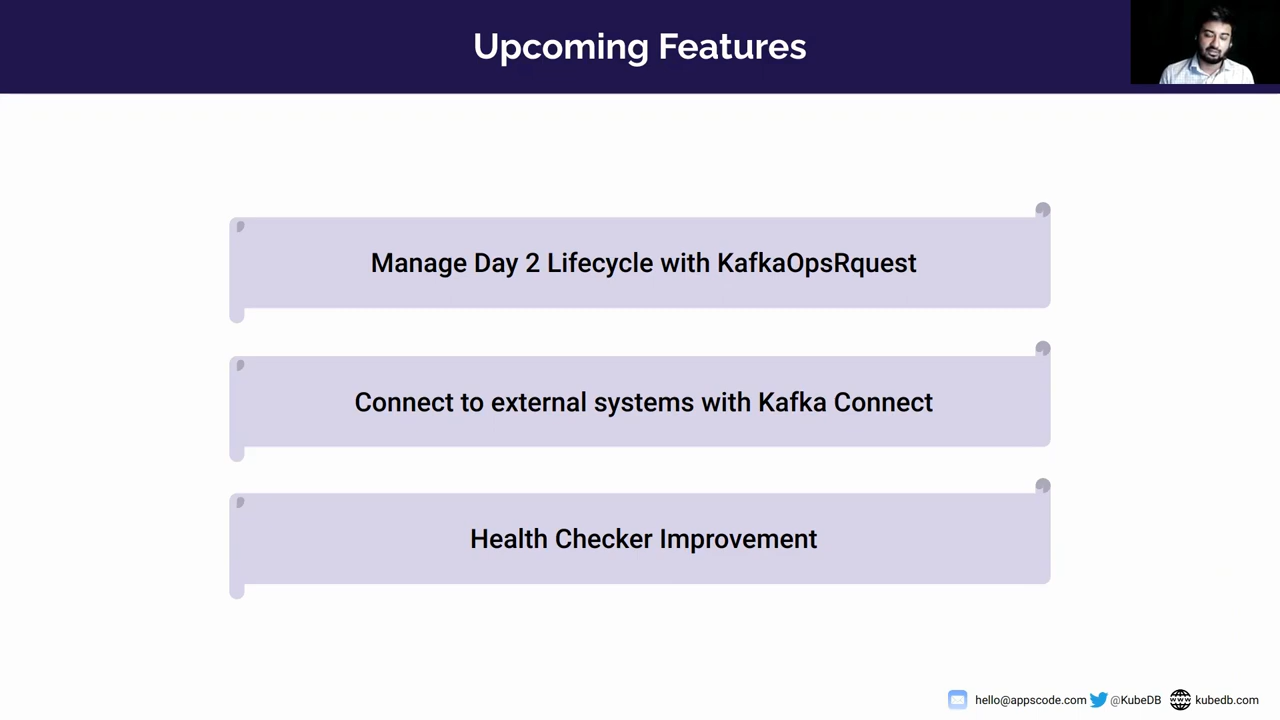 Upcoming Features
Manage Day 2 Lifecycle with KafkaOpsRquest
Connect to external systems with Kafka Connect
Health Checker Improvement
hello@appscode.com @KubeDB www kubedb.com